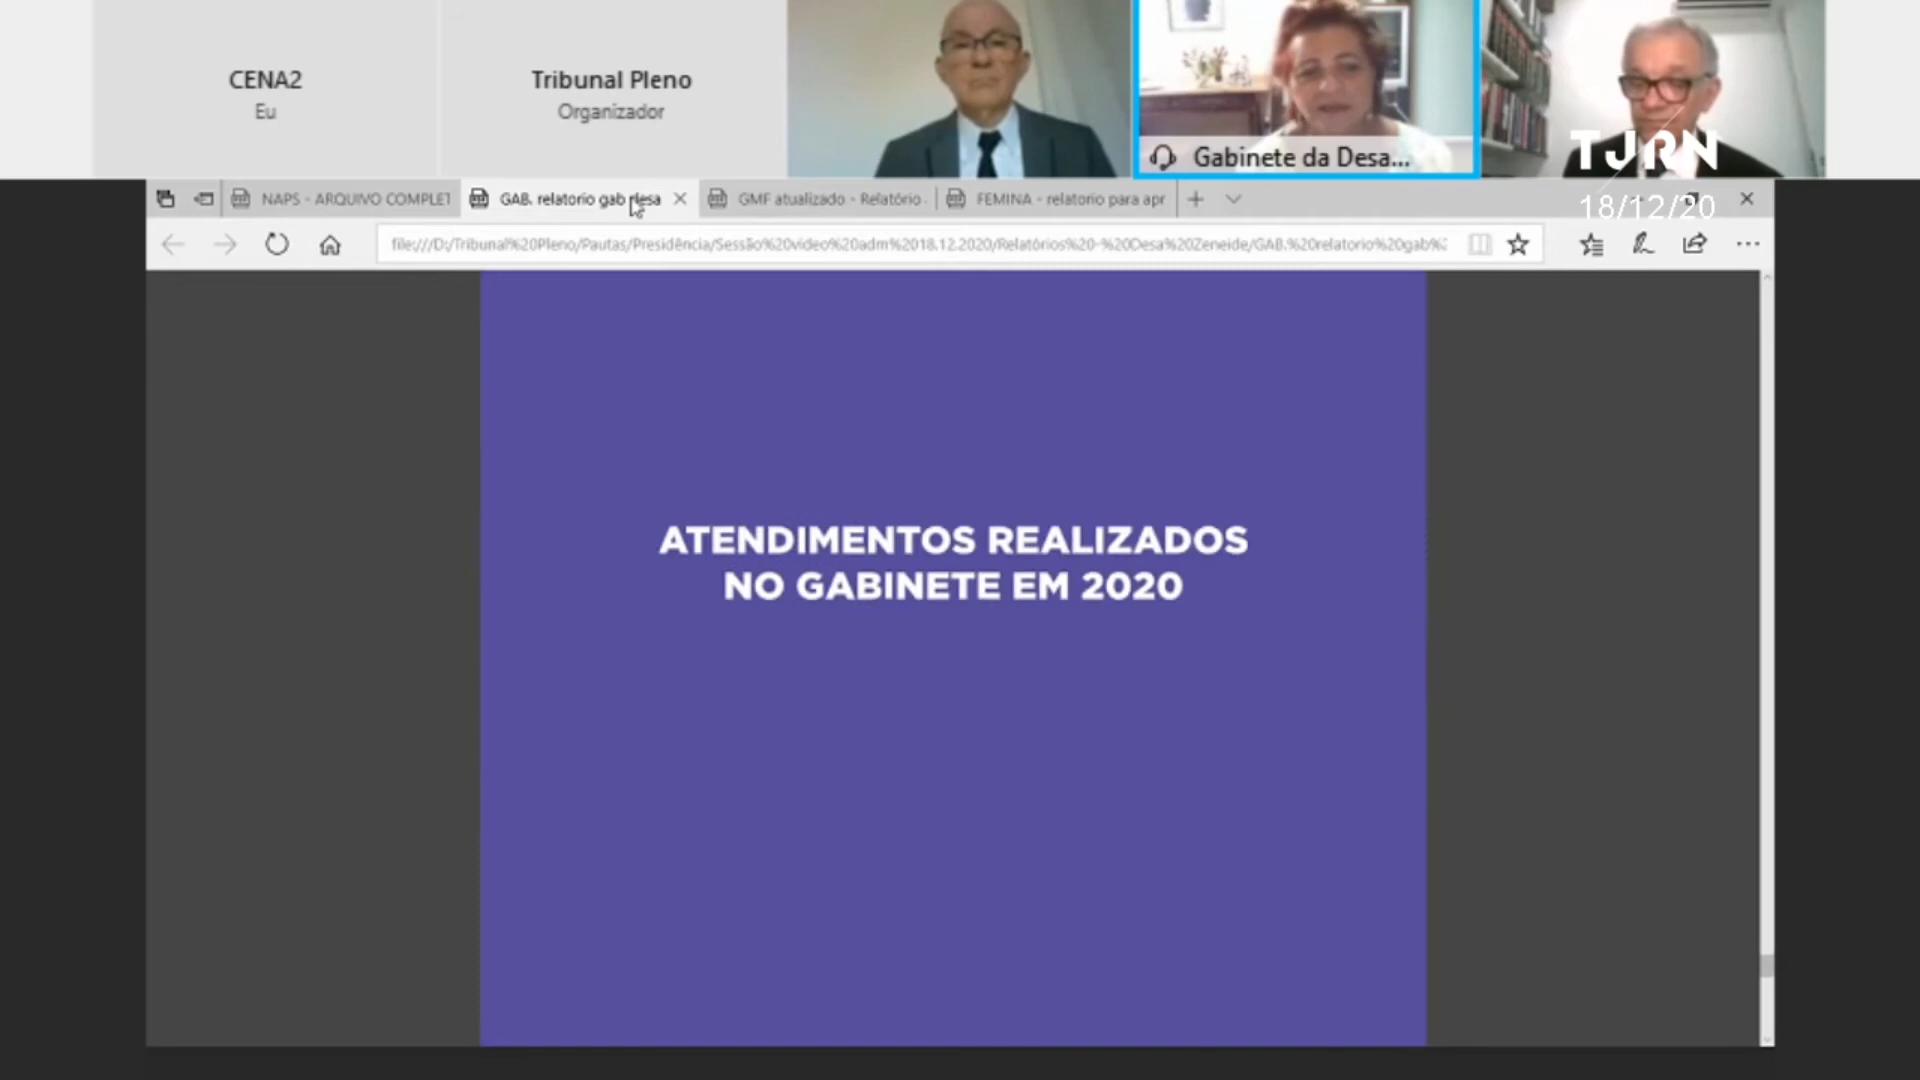 CENA2
Eu
Tribunal Pleno
Organizador
Gabinete da Desa...
TJRN
18/12/20
NAPS - ARQUIVO COMPLET
GAB. relatorio gab desa
GMF atualizado - Relatório
FEMINA - relatorio para apr
file:///D:/Tribunal%20Pleno/Pautas/Presidência/Sessão%20video%20adm%2018.12.2020/Relatórios%20-%20Desa%20Zeneide/GAB.%20relatorio%20gab%2
ATENDIMENTOS REALIZADOS
NO GABINETE EM 2020